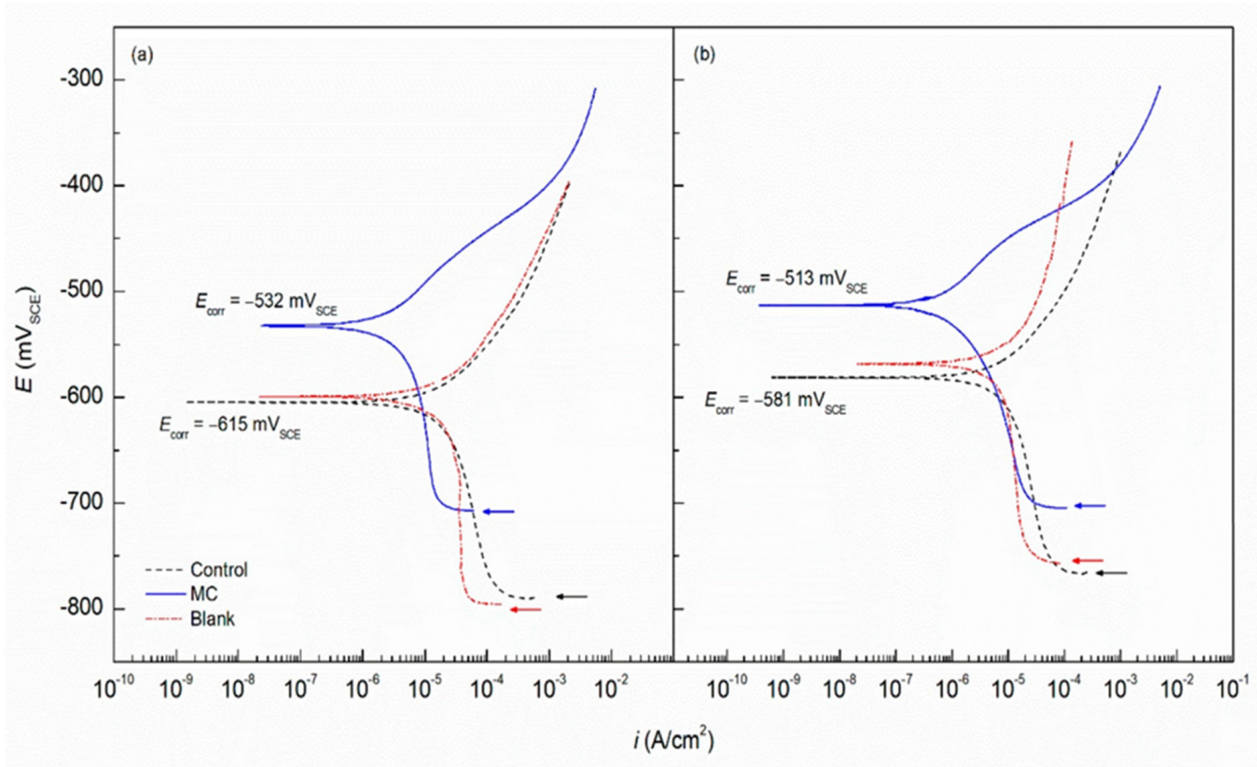 (a)
(b)
-300
-400
-500
-600
-700
-800
E (mV_SCE)
E_corr = −532 mV_SCE
E_corr = −615 mV_SCE
E_corr = −513 mV_SCE
E_corr = −581 mV_SCE
Control
MC
Blank
10^-10 10^-9 10^-8 10^-7 10^-6 10^-5 10^-4 10^-3 10^-2
10^-10 10^-9 10^-8 10^-7 10^-6 10^-5 10^-4 10^-3 10^-2 10^-1
i (A/cm²)